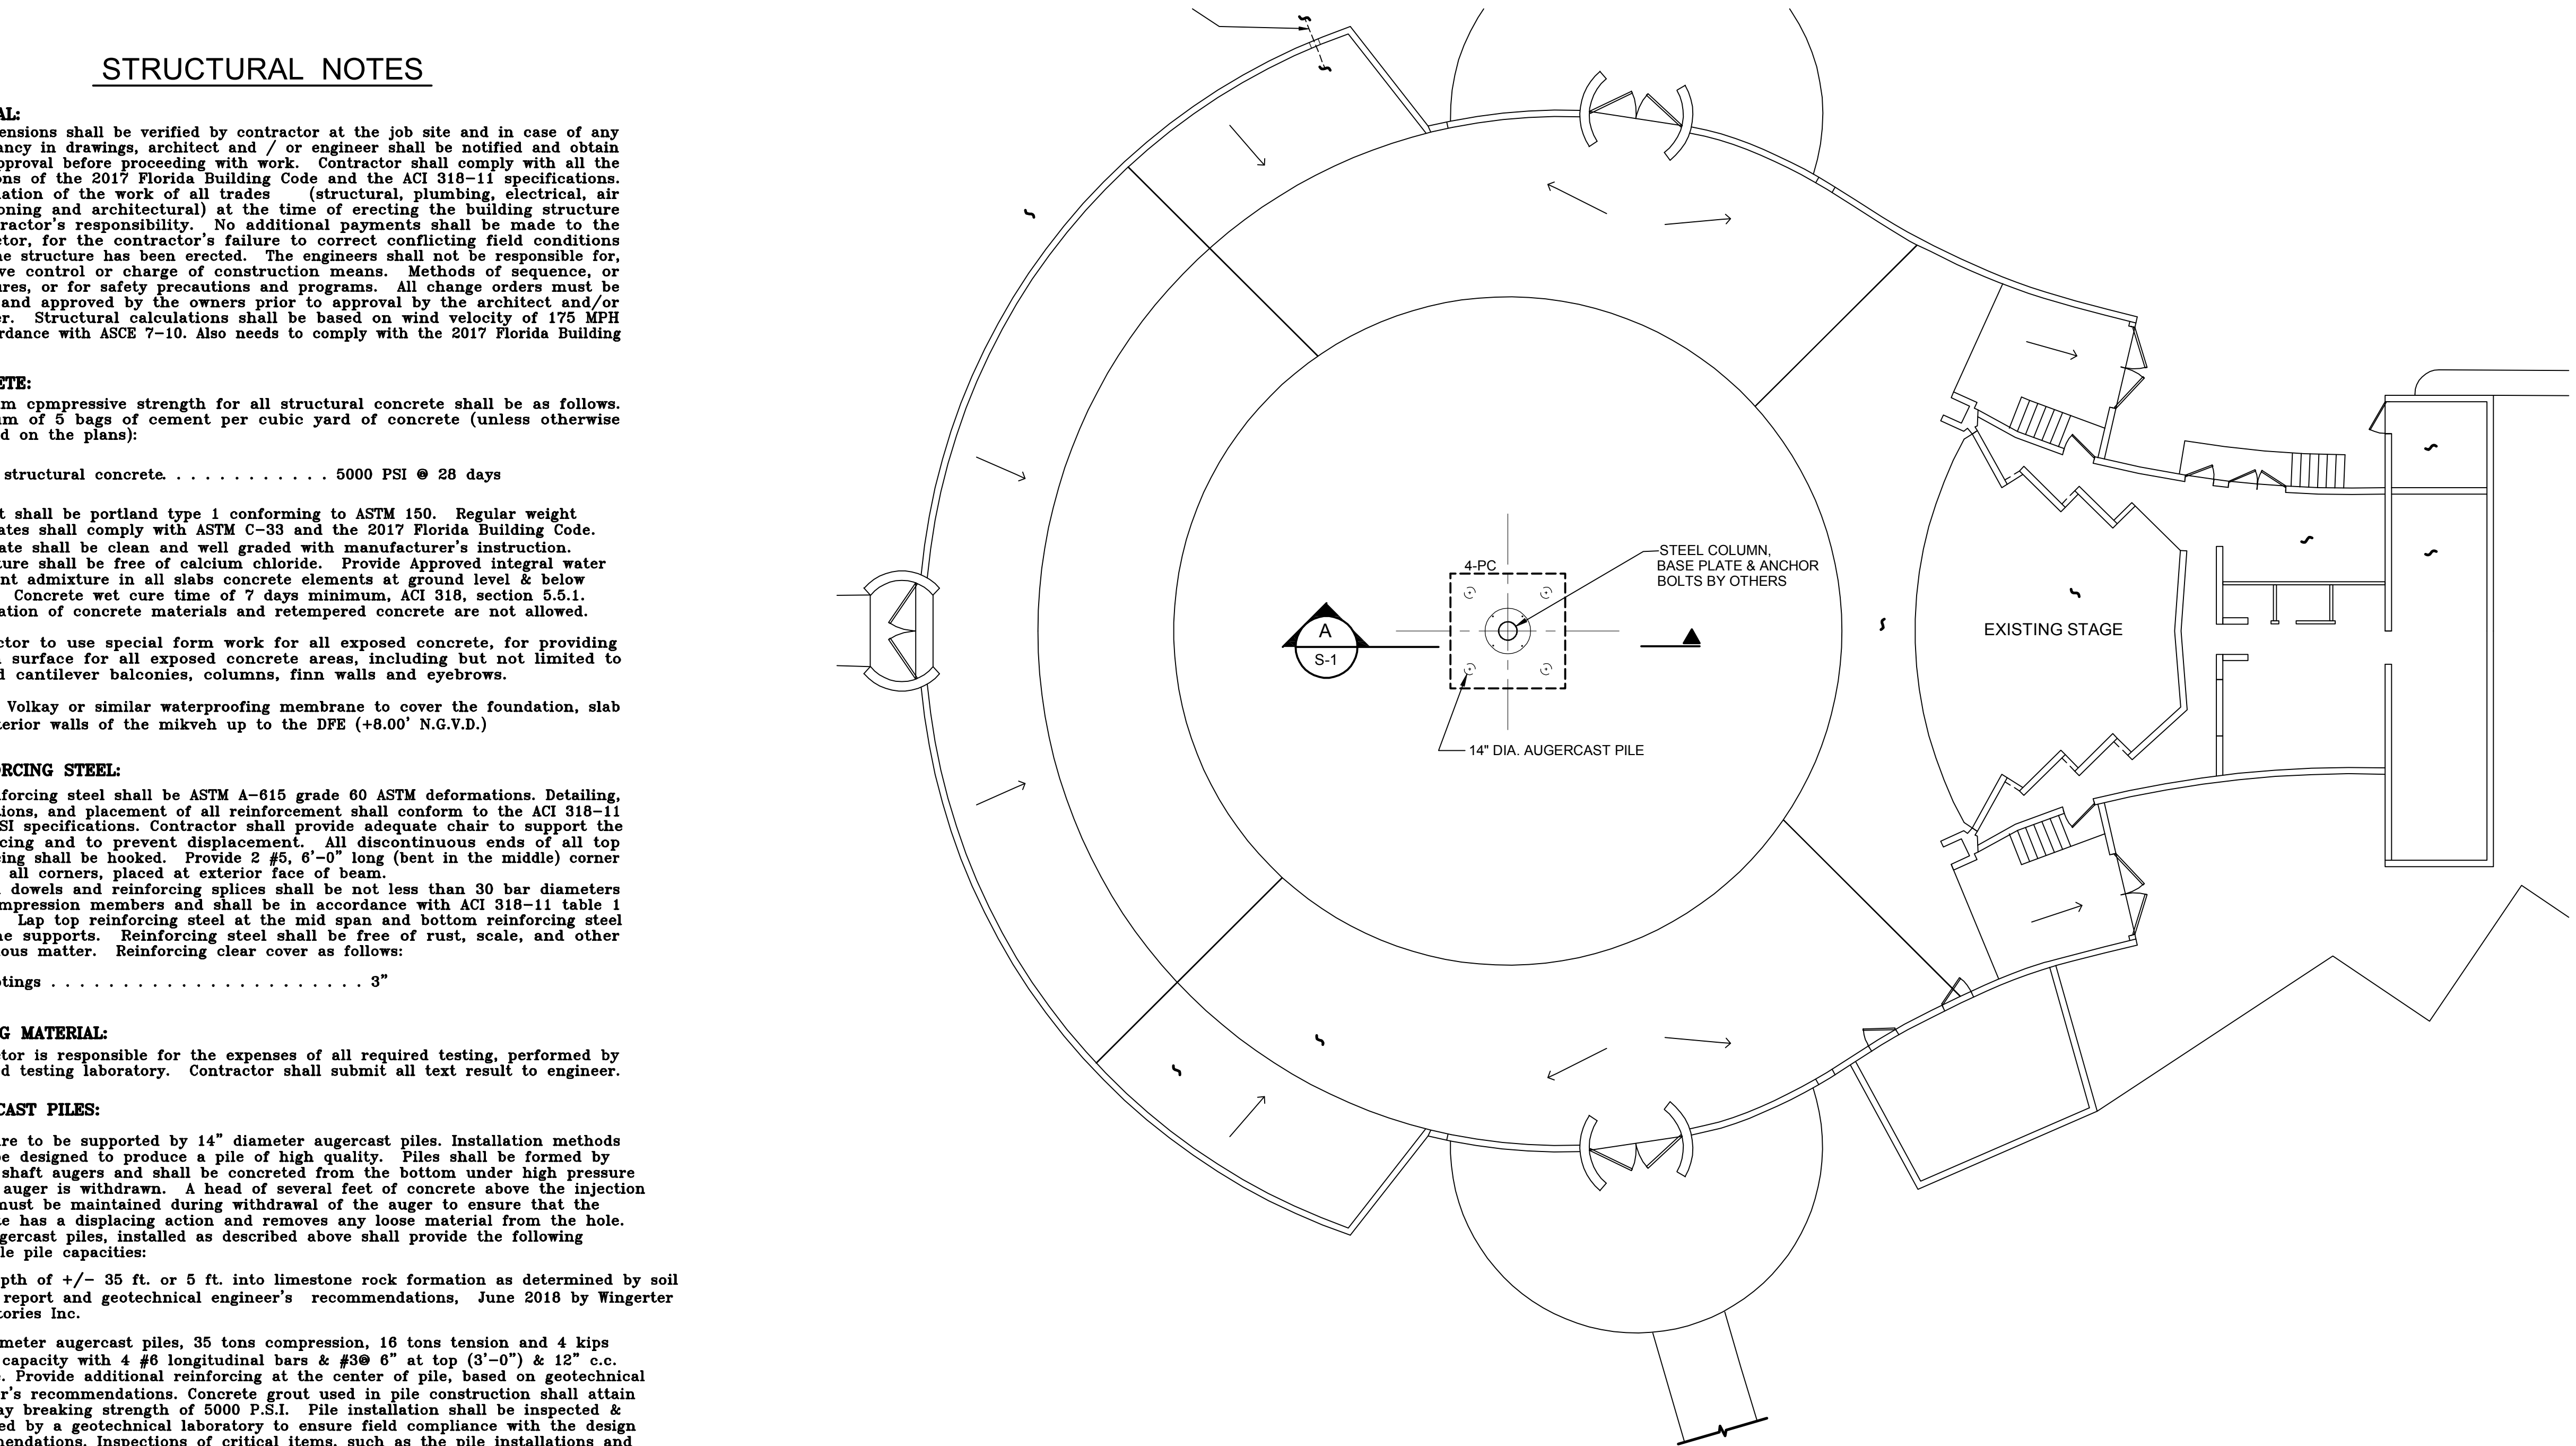 STRUCTURAL NOTES
AL:
ensions shall be verified by contractor at the job site and in case of any
ancy in drawings, architect and / or engineer shall be notified and obtain
pproval before proceeding with work. Contractor shall comply with all the
ons of the 2017 Florida Building Code and the ACI 318-11 specifications.
ation of the work of all trades (structural, plumbing, electrical, air
oning and architectural) at the time of erecting the building structure
tractor's responsibility. No additional payments shall be made to the
ctor, for the contractor's failure to correct conflicting field conditions
he structure has been erected. The engineers shall not be responsible for,
ve control or charge of construction means. Methods of sequence, or
ures, or for safety precautions and programs. All change orders must be
and approved by the owners prior to approval by the architect and/or
er. Structural calculations shall be based on wind velocity of 175 MPH
rdance with ASCE 7-10. Also needs to comply with the 2017 Florida Building
ETE:
m cpmpressive strength for all structural concrete shall be as follows.
um of 5 bags of cement per cubic yard of concrete (unless otherwise
d on the plans):
structural concrete. . . . . . . . . . . . 5000 PSI @ 28 days
t shall be portland type 1 conforming to ASTM 150. Regular weight
ates shall comply with ASTM C-33 and the 2017 Florida Building Code.
ate shall be clean and well graded with manufacturer's instruction.
ture shall be free of calcium chloride. Provide Approved integral water
nt admixture in all slabs concrete elements at ground level & below
Concrete wet cure time of 7 days minimum, ACI 318, section 5.5.1.
ation of concrete materials and retempered concrete are not allowed.
ctor to use special form work for all exposed concrete, for providing
surface for all exposed concrete areas, including but not limited to
d cantilever balconies, columns, finn walls and eyebrows.
Volkay or similar waterproofing membrane to cover the foundation, slab
terior walls of the mikveh up to the DFE (+8.00' N.G.V.D.)
ORCING STEEL:
nforcing steel shall be ASTM A-615 grade 60 ASTM deformations. Detailing,
tions, and placement of all reinforcement shall conform to the ACI 318-11
SI specifications. Contractor shall provide adequate chair to support the
cing and to prevent displacement. All discontinuous ends of all top
ing shall be hooked. Provide 2 #5, 6'-0" long (bent in the middle) corner
all corners, placed at exterior face of beam.
dowels and reinforcing splices shall be not less than 30 bar diameters
mpression members and shall be in accordance with ACI 318-11 table 1
Lap top reinforcing steel at the mid span and bottom reinforcing steel
he supports. Reinforcing steel shall be free of rust, scale, and other
ious matter. Reinforcing clear cover as follows:
otings . . . . . . . . . . . . . . . . . . . . . . 3"
G MATERIAL:
ctor is responsible for the expenses of all required testing, performed by
d testing laboratory. Contractor shall submit all text result to engineer.
CAST PILES:
re to be supported by 14" diameter augercast piles. Installation methods
be designed to produce a pile of high quality. Piles shall be formed by
shaft augers and shall be concreted from the bottom under high pressure
auger is withdrawn. A head of several feet of concrete above the injection
must be maintained during withdrawal of the auger to ensure that the
te has a displacing action and removes any loose material from the hole.
gercast piles, installed as described above shall provide the following
le pile capacities:
pth of +/- 35 ft. or 5 ft. into limestone rock formation as determined by soil
report and geotechnical engineer's recommendations, June 2018 by Wingerter
tories Inc.
meter augercast piles, 35 tons compression, 16 tons tension and 4 kips
capacity with 4 #6 longitudinal bars & #3@ 6" at top (3'-0") & 12" c.c.
. Provide additional reinforcing at the center of pile, based on geotechnical
r's recommendations. Concrete grout used in pile construction shall attain
ay breaking strength of 5000 P.S.I. Pile installation shall be inspected &
ed by a geotechnical laboratory to ensure field compliance with the design
mendations. Inspections of critical items, such as the pile installations and
4-PC
STEEL COLUMN,
BASE PLATE & ANCHOR
BOLTS BY OTHERS
A
S-1
14" DIA. AUGERCAST PILE
EXISTING STAGE